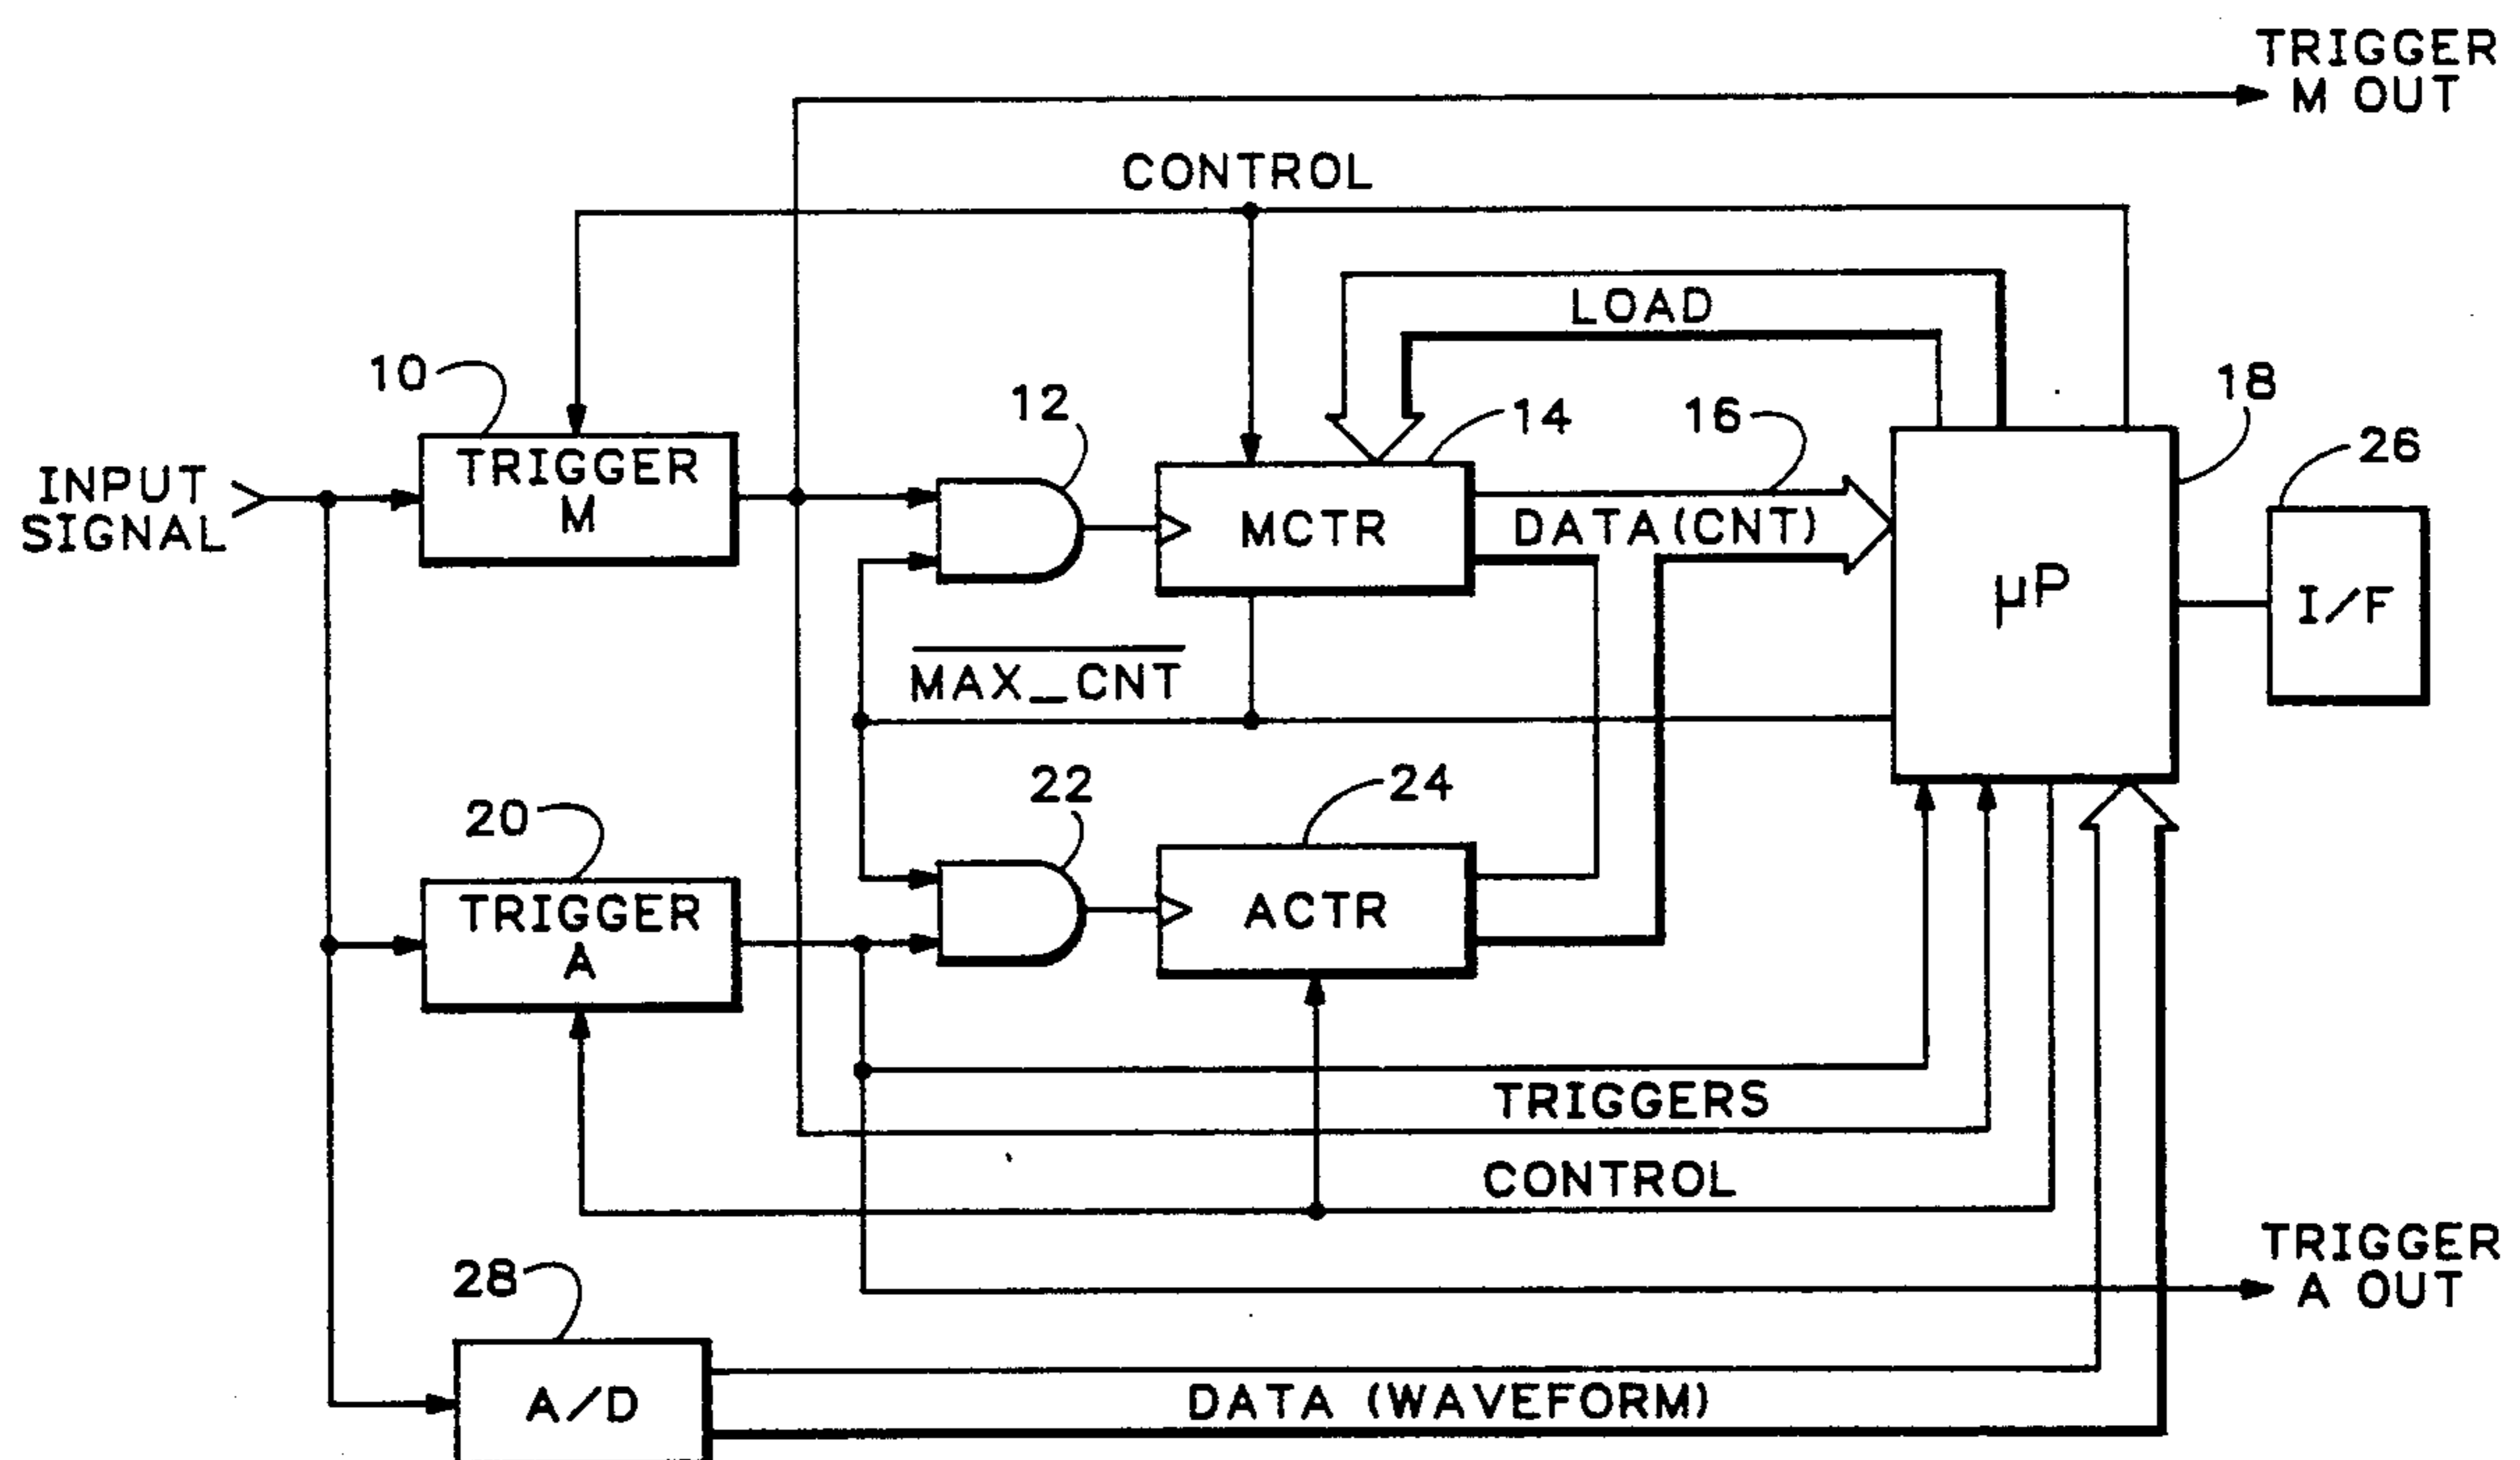 TRIGGER
M OUT
CONTROL
LOAD
10
12
14
16
18
26
INPUT
SIGNAL
TRIGGER
M
MCTR
DATA(CNT)
µP
I/F
MAX_CNT
20
22
24
TRIGGER
A
ACTR
TRIGGERS
CONTROL
TRIGGER
A OUT
28
A/D
DATA (WAVEFORM)